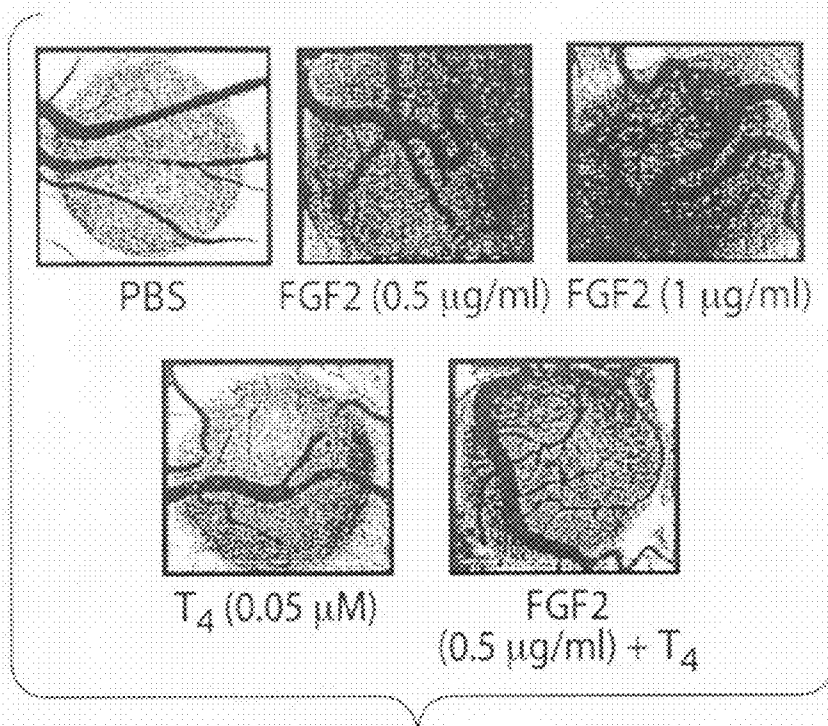 PBS
FGF2 (0.5 μg/ml)
FGF2 (1 μg/ml)
T₄ (0.05 μM)
FGF2
(0.5 μg/ml) + T₄